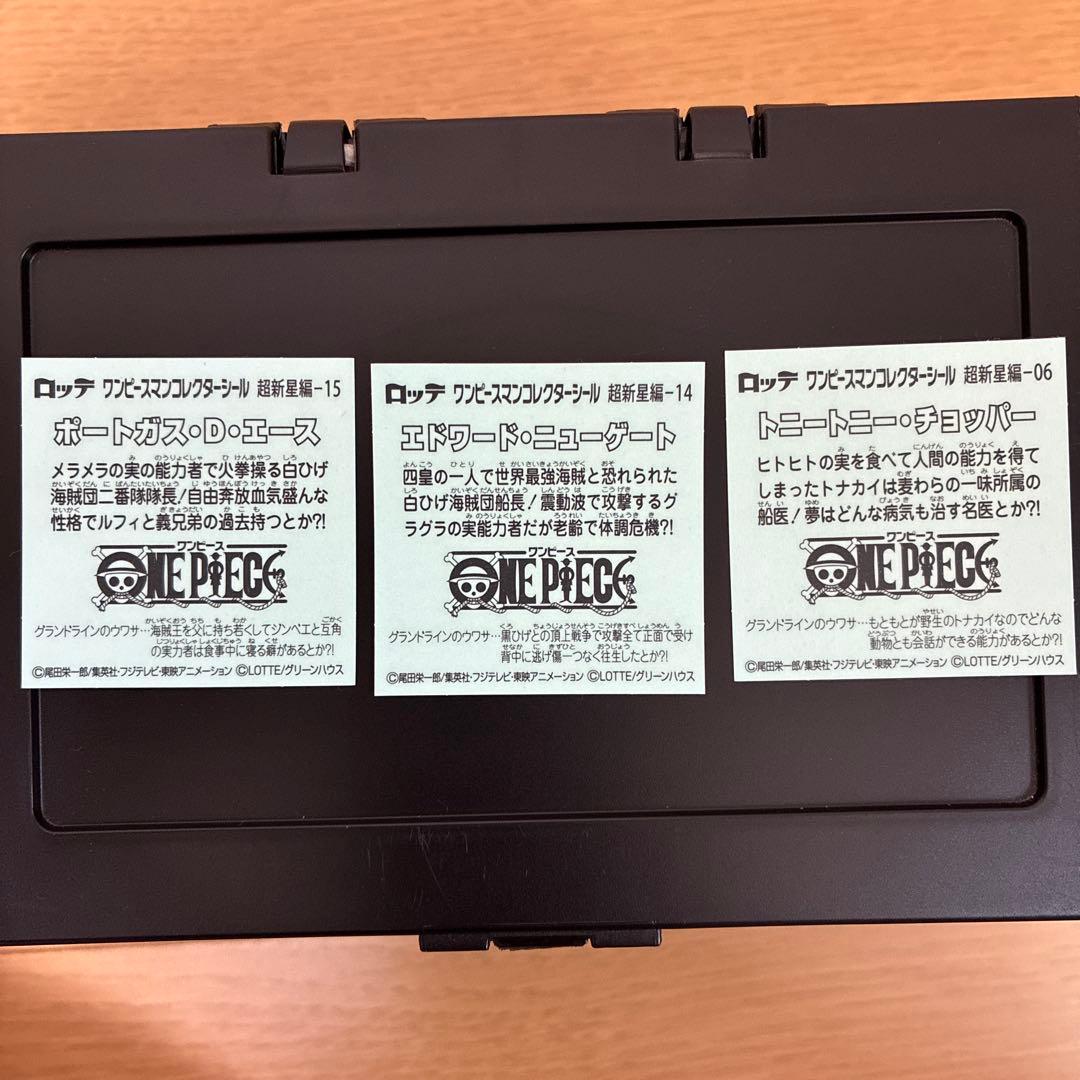 ロッテ ワンピースマンコレクターシール 超新星編-15
ポートガス・D・エース
メラメラの実の能力者で火拳操る白ひげ
海賊団二番隊隊長!自由奔放血気盛んな
性格でルフィと義兄弟の過去持つとか?!
ワンピース
ONE PIECE
グランドラインのウワサ…海賊王を父に持ち若くしてジンベエと互角
の実力者は食事中に寝る癖があるとか?!
©尾田栄一郎/集英社・フジテレビ・東映アニメーション ©LOTTE/グリーンハウス
ロッテ ワンピースマンコレクターシール 超新星編-14
エドワード・ニューゲート
四皇の一人で世界最強海賊と恐れられた
白ひげ海賊団船長!震動波で攻撃するグ
ラグラの実能力者だが老齢で体調危機?!
ワンピース
ONE PIECE
グランドラインのウワサ…黒ひげとの頂上戦争で攻撃全て正面で受け
背中に逃げ傷一つなく往生したとか?!
©尾田栄一郎/集英社・フジテレビ・東映アニメーション ©LOTTE/グリーンハウス
ロッテ ワンピースマンコレクターシール 超新星編-06
トニートニー・チョッパー
ヒトヒトの実を食べて人間の能力を得て
しまったトナカイは麦わらの一味所属の
船医!夢はどんな病気も治す名医とか?!
ワンピース
ONE PIECE
グランドラインのウワサ…もともとが野生のトナカイなのでどんな
動物とも会話ができる能力があるとか?!
©尾田栄一郎/集英社・フジテレビ・東映アニメーション ©LOTTE/グリーンハウス